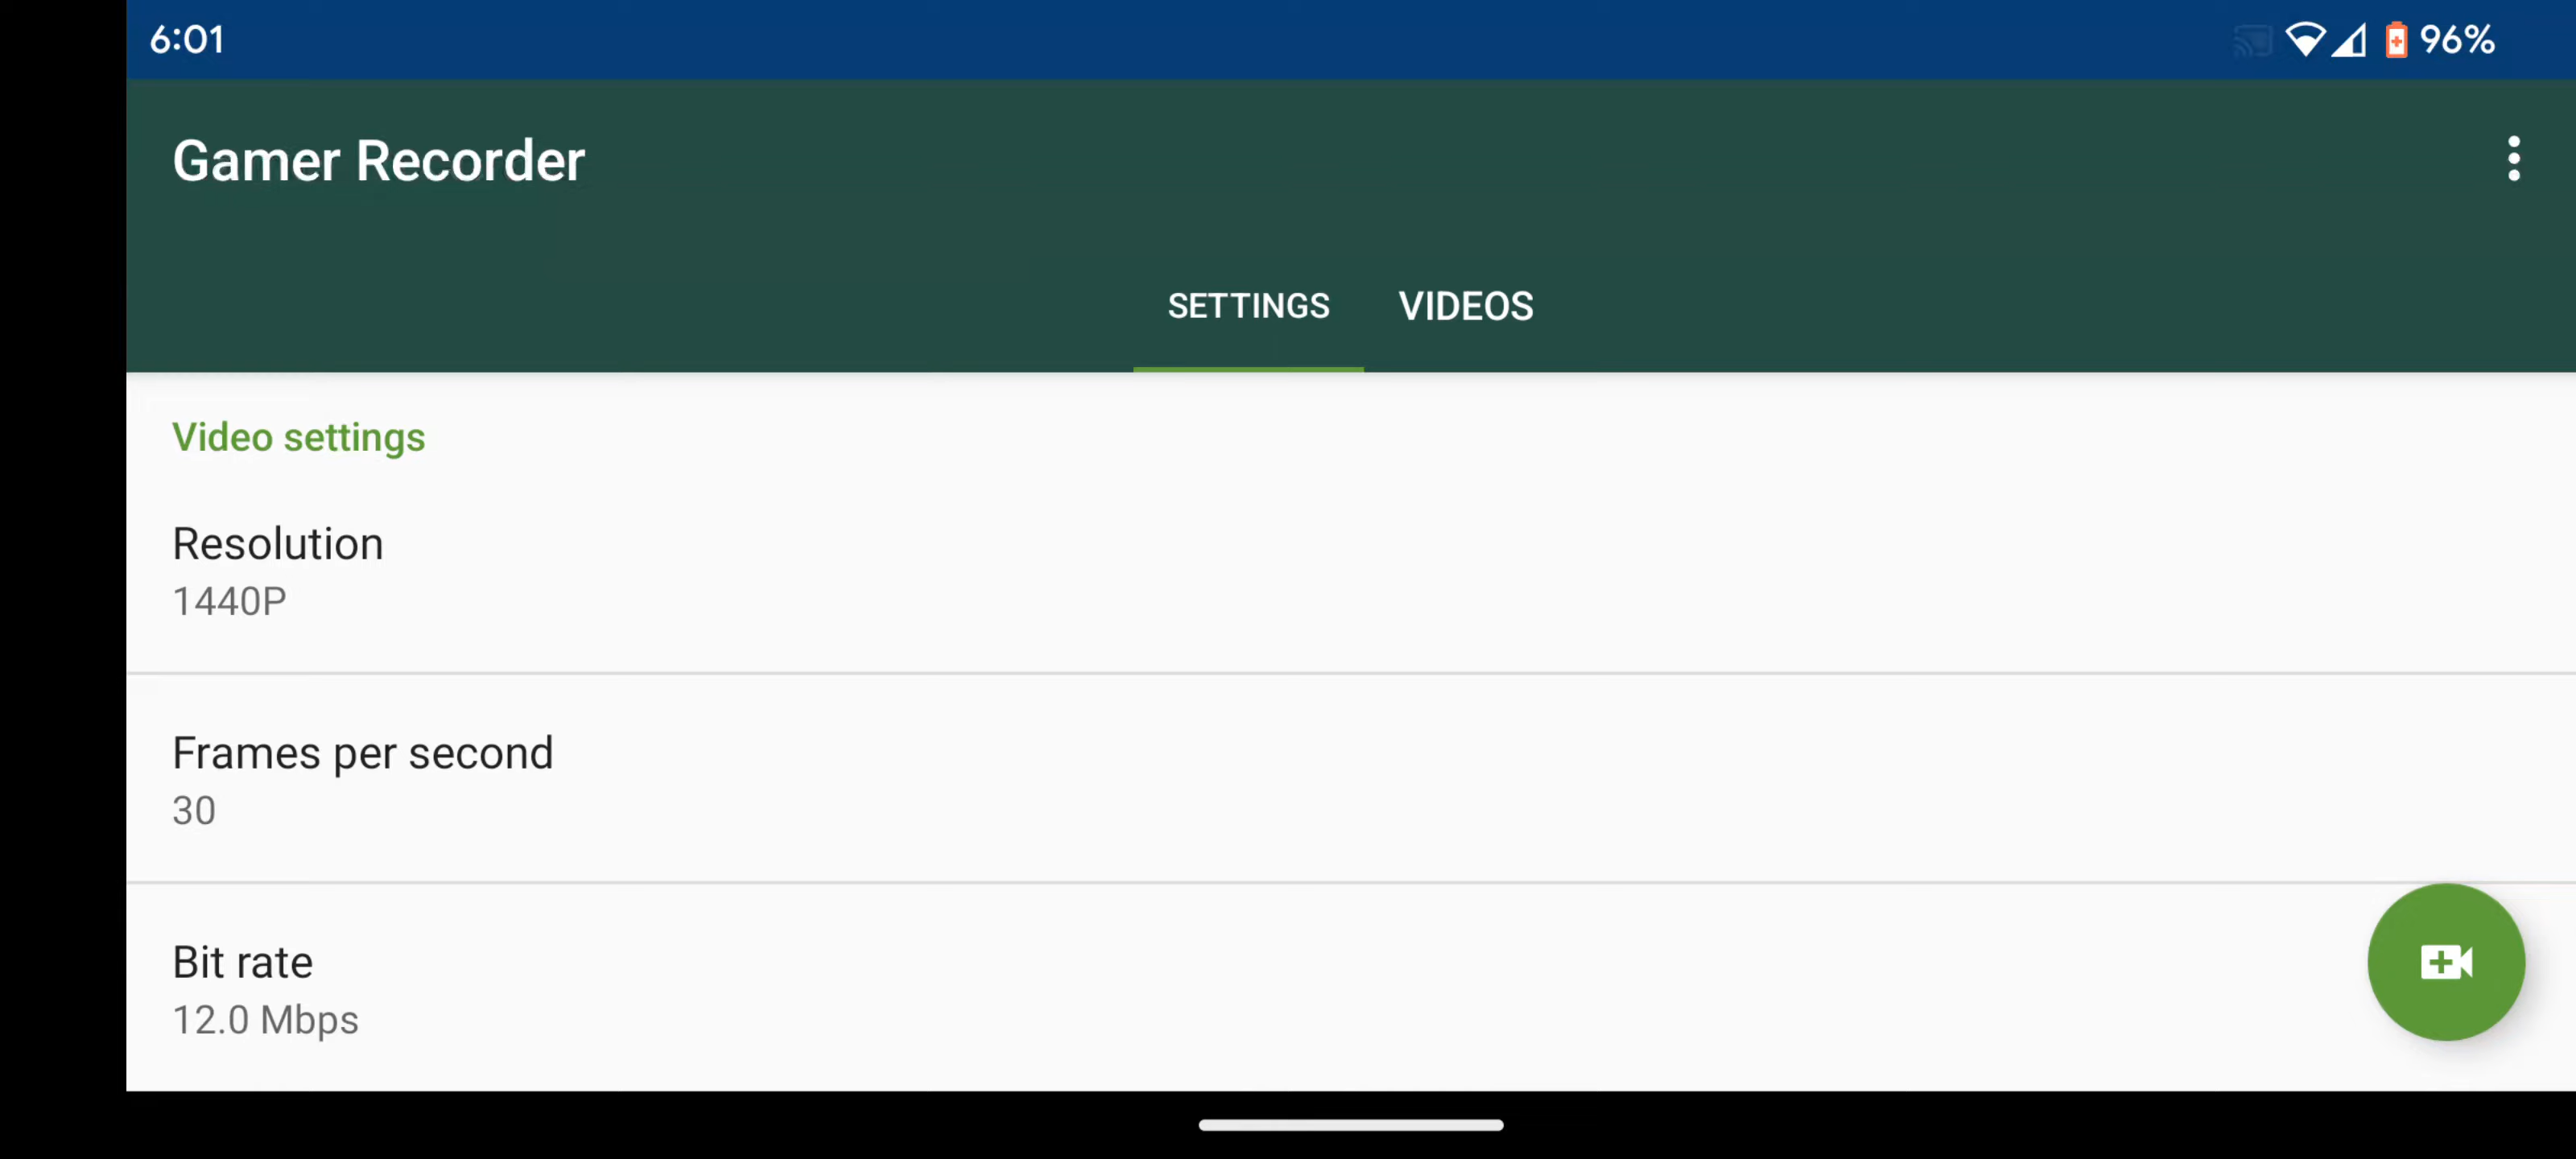 6:01
96%
Gamer Recorder
SETTINGS
VIDEOS
Video settings
Resolution
1440P
Frames per second
30
Bit rate
12.0 Mbps